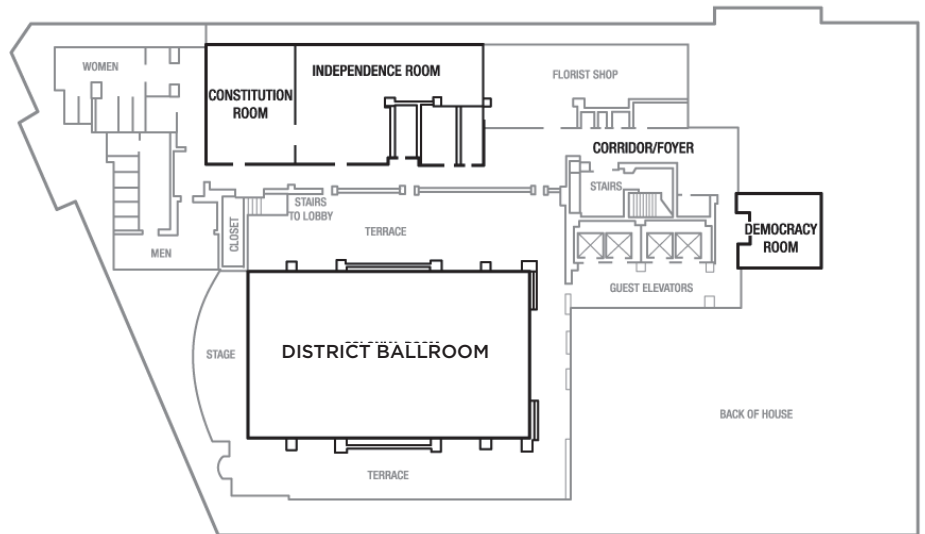 WOMEN
INDEPENDENCE ROOM
FLORIST SHOP
CONSTITUTION
ROOM
CORRIDOR/FOYER
STAIRS
STAIRS
TO LOBBY
CLOSET
TERRACE
DEMOCRACY
ROOM
MEN
GUEST ELEVATORS
STAGE
DISTRICT BALLROOM
BACK OF HOUSE
TERRACE